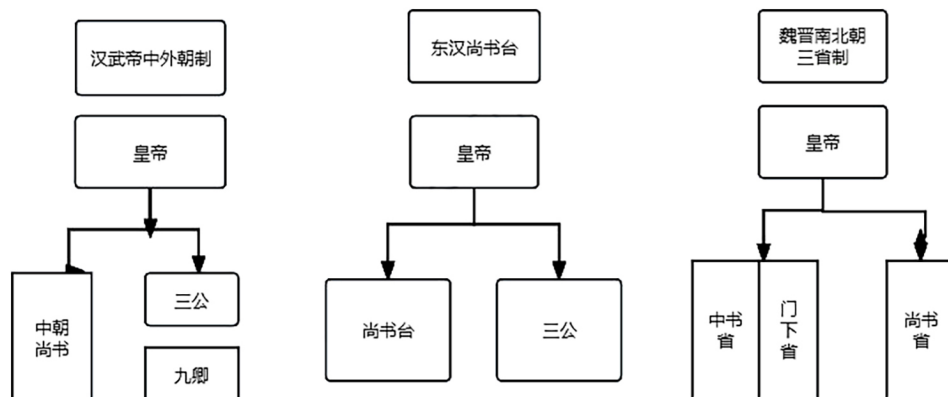 汉武帝中外朝制
皇帝
中朝
尚书
三公
九卿
东汉尚书台
皇帝
尚书台
三公
魏晋南北朝
三省制
皇帝
中书
省
门
下
省
尚书
省